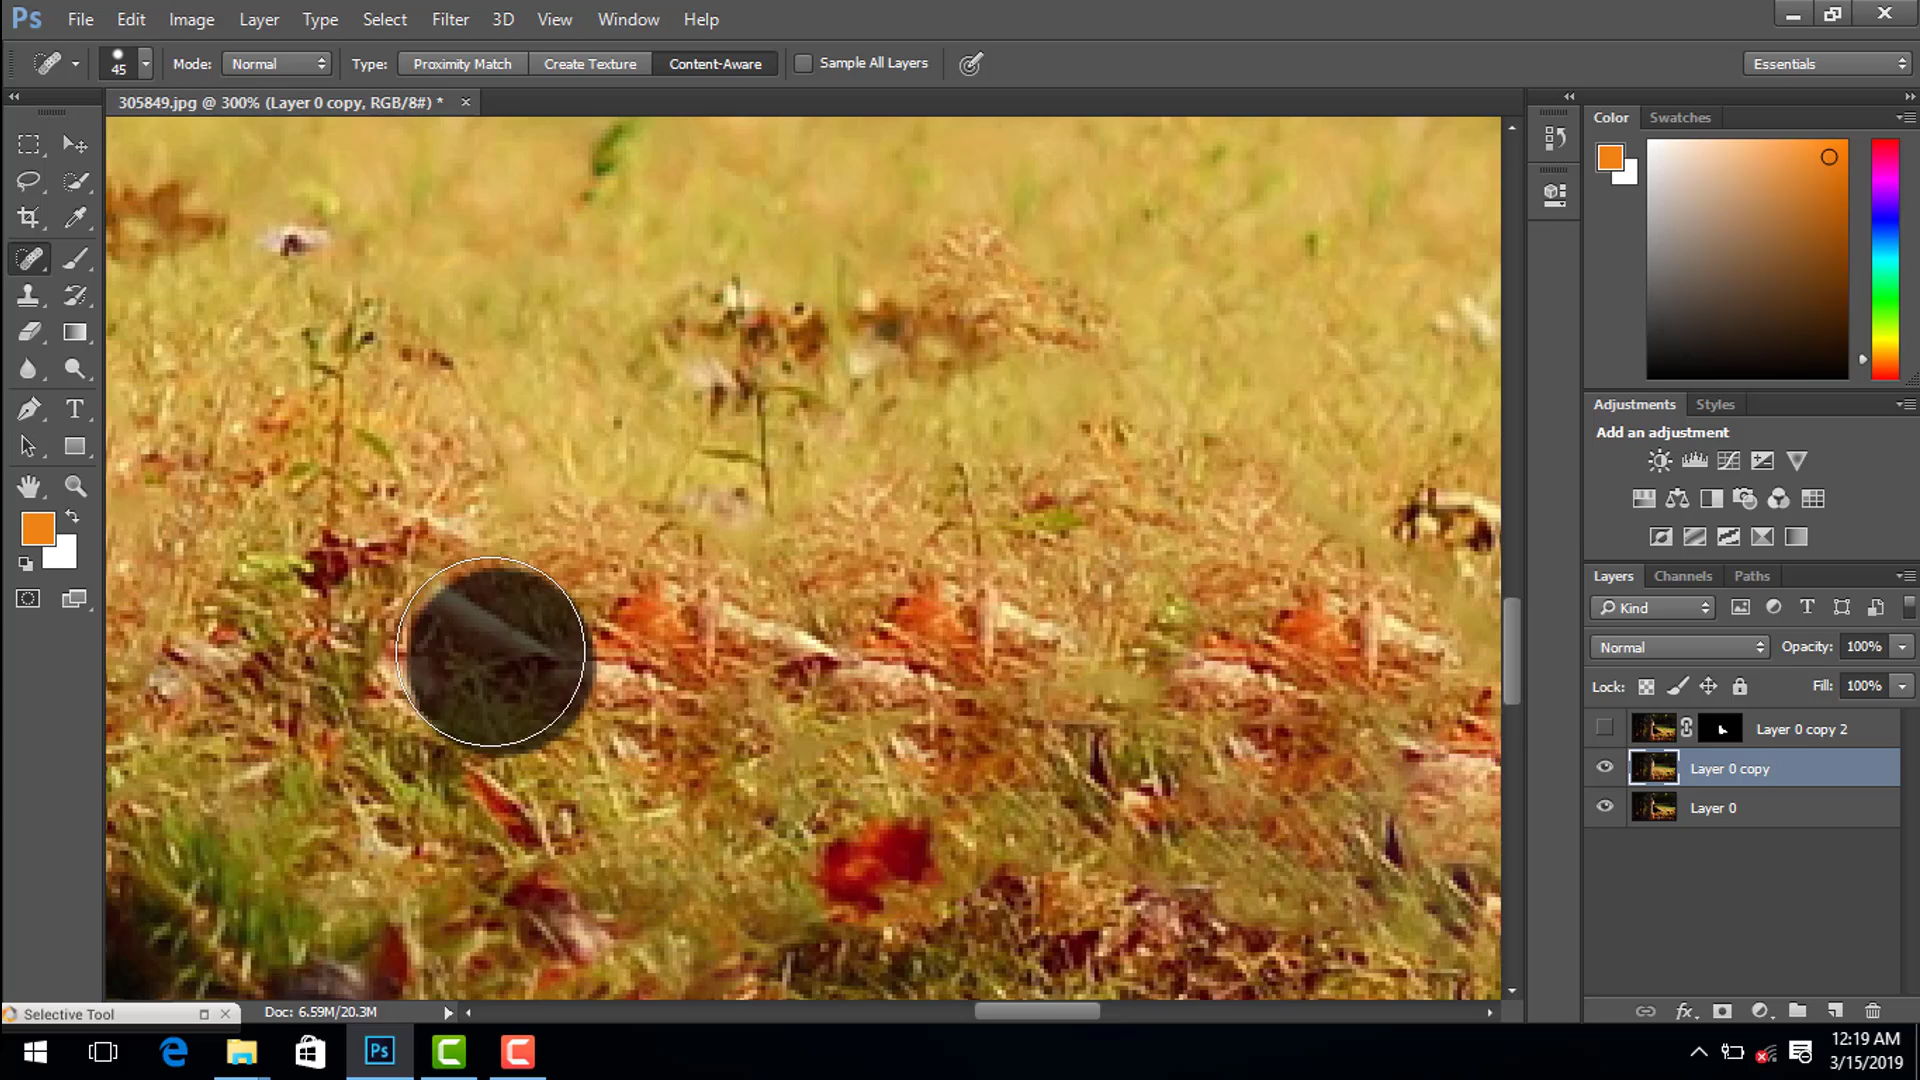 Ps File Edit Image Layer Type Select Filter 3D View Window Help
45 Mode: Normal Type: Proximity Match Create Texture Content-Aware Sample All Layers Essentials
305849.jpg @ 300% (Layer 0 copy, RGB/8#) * ×
Color Swatches
Adjustments Styles
Add an adjustment
Layers Channels Paths
Kind
Normal Opacity: 100%
Lock: Fill: 100%
Layer 0 copy 2
Layer 0 copy
Layer 0
Selective Tool Doc: 6.59M/20.3M
Ps
12:19 AM
3/15/2019